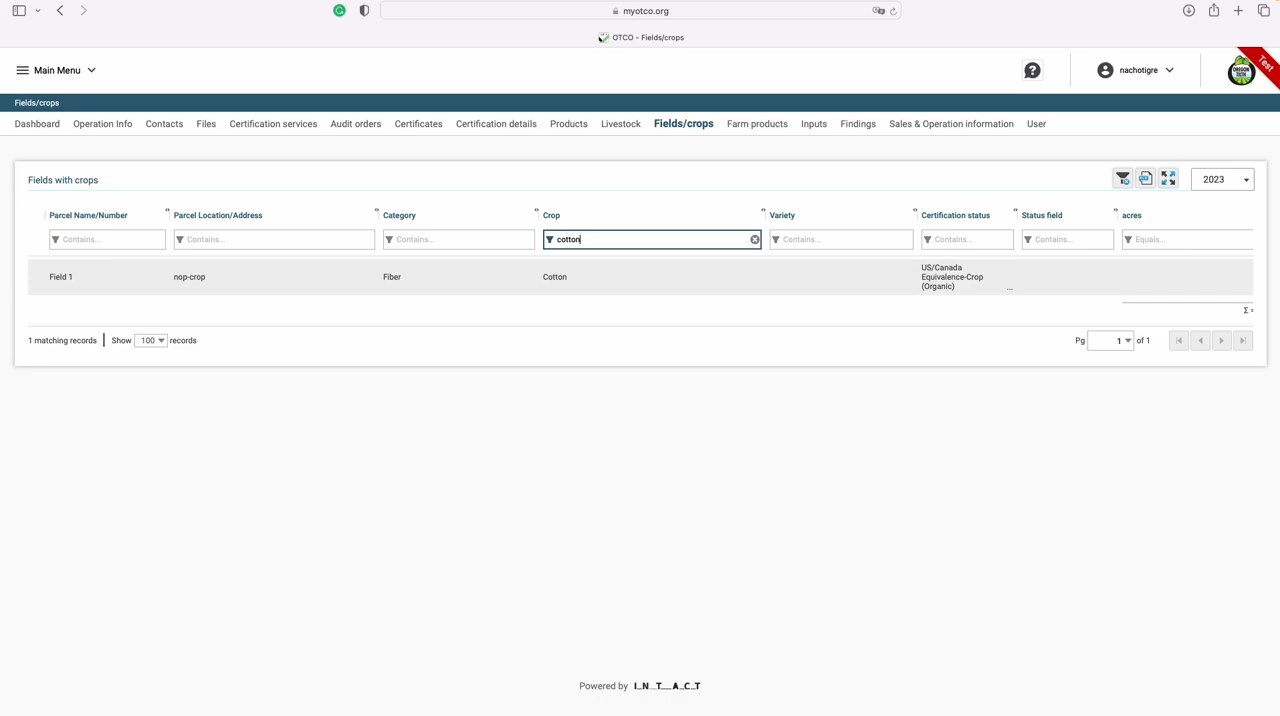 myotco.org
OTCO - Fields/crops
Main Menu
nachotigre
OREGON TILTH
Test
Fields/crops
Dashboard Operation Info Contacts Files Certification services Audit orders Certificates Certification details Products Livestock Fields/crops Farm products Inputs Findings Sales & Operation information User
Fields with crops
2023
Parcel Name/Number Parcel Location/Address Category Crop Variety Certification status Status field acres
Contains... Contains... Contains... cotton Contains... Contains... Contains... Equals...
Field 1 nop-crop Fiber Cotton US/Canada
Equivalence-Crop
(Organic) ...
Σ =
1 matching records Show 100 records Pg 1 of 1
Powered by I_N_T__A_C_T